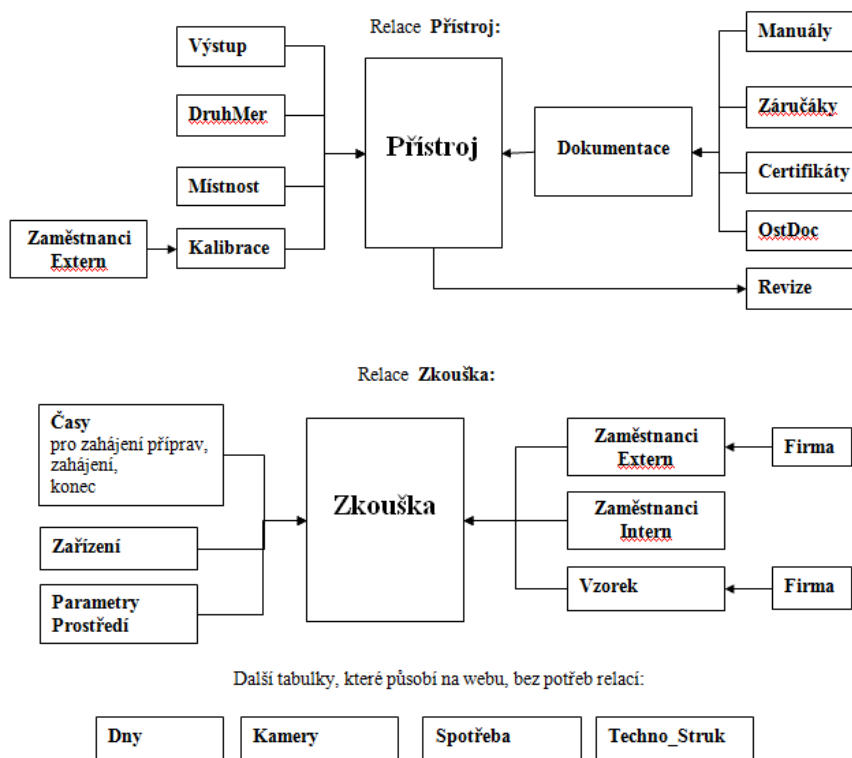 Relace Přístroj:
Výstup
DruhMer
Místnost
Zaměstnanci
Extern
Kalibrace
Přístroj
Dokumentace
Manuály
Záručáky
Certifikáty
OstDoc
Revize
Relace Zkouška:
Časy
pro zahájení příprav,
zahájení,
konec
Zařízení
Parametry
Prostředí
Zkouška
Zaměstnanci
Extern
Firma
Zaměstnanci
Intern
Vzorek
Firma
Další tabulky, které působí na webu, bez potřeb relací:
Dny
Kamery
Spotřeba
Techno_Struk